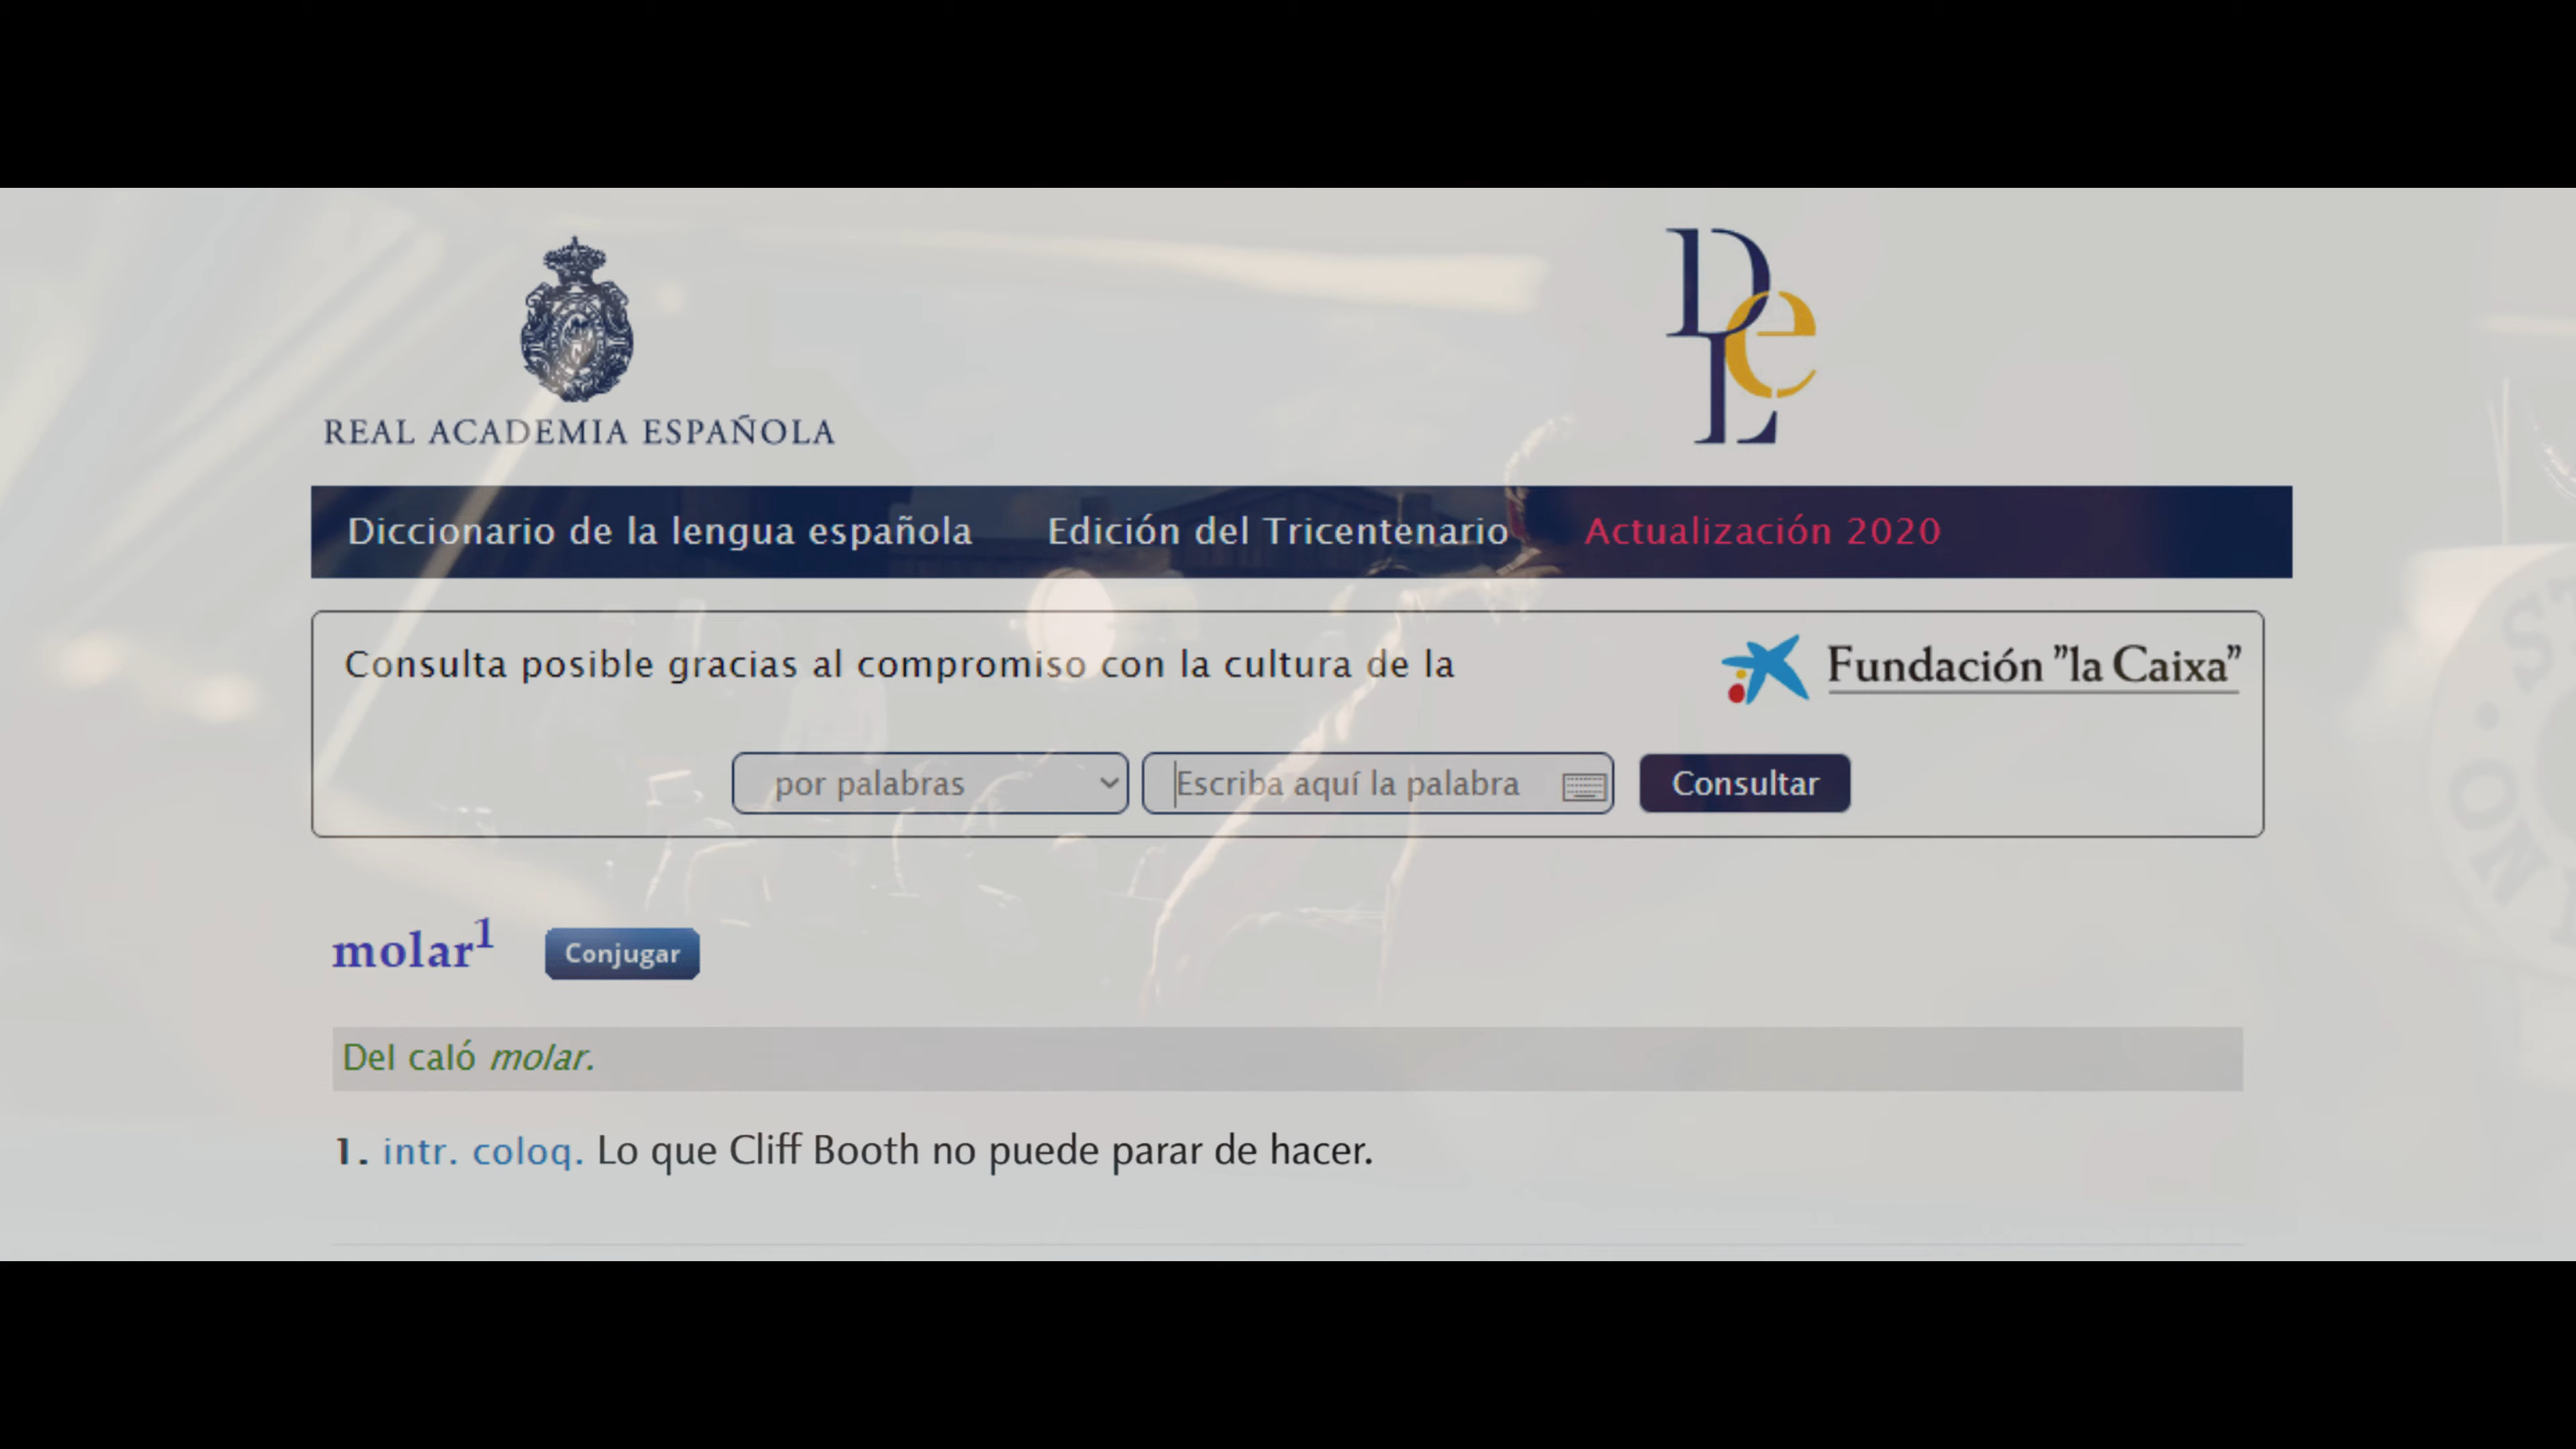 REAL ACADEMIA ESPAÑOLA
DLe
Diccionario de la lengua española Edición del Tricentenario Actualización 2020
Consulta posible gracias al compromiso con la cultura de la Fundación "la Caixa"
por palabras Escriba aquí la palabra Consultar
molar¹ Conjugar
Del caló molar.
1. intr. coloq. Lo que Cliff Booth no puede parar de hacer.